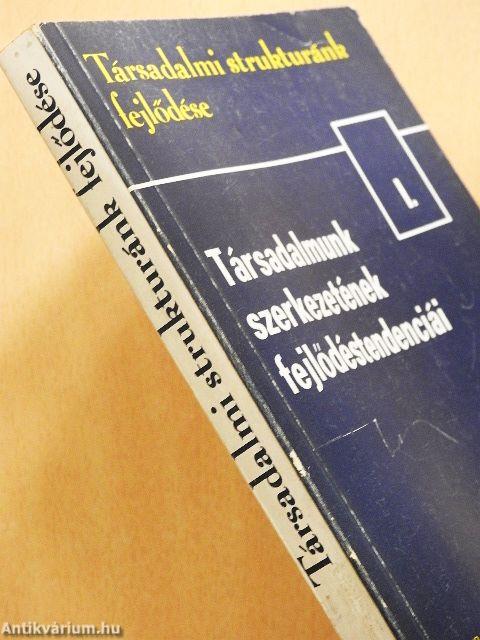 Társadalmi strukturánk
fejlődése
I.
Társadalmunk
szerkezetének
fejlődéstendenciái
Társadalmi strukturánk fejlődése
Antikvárium.hu